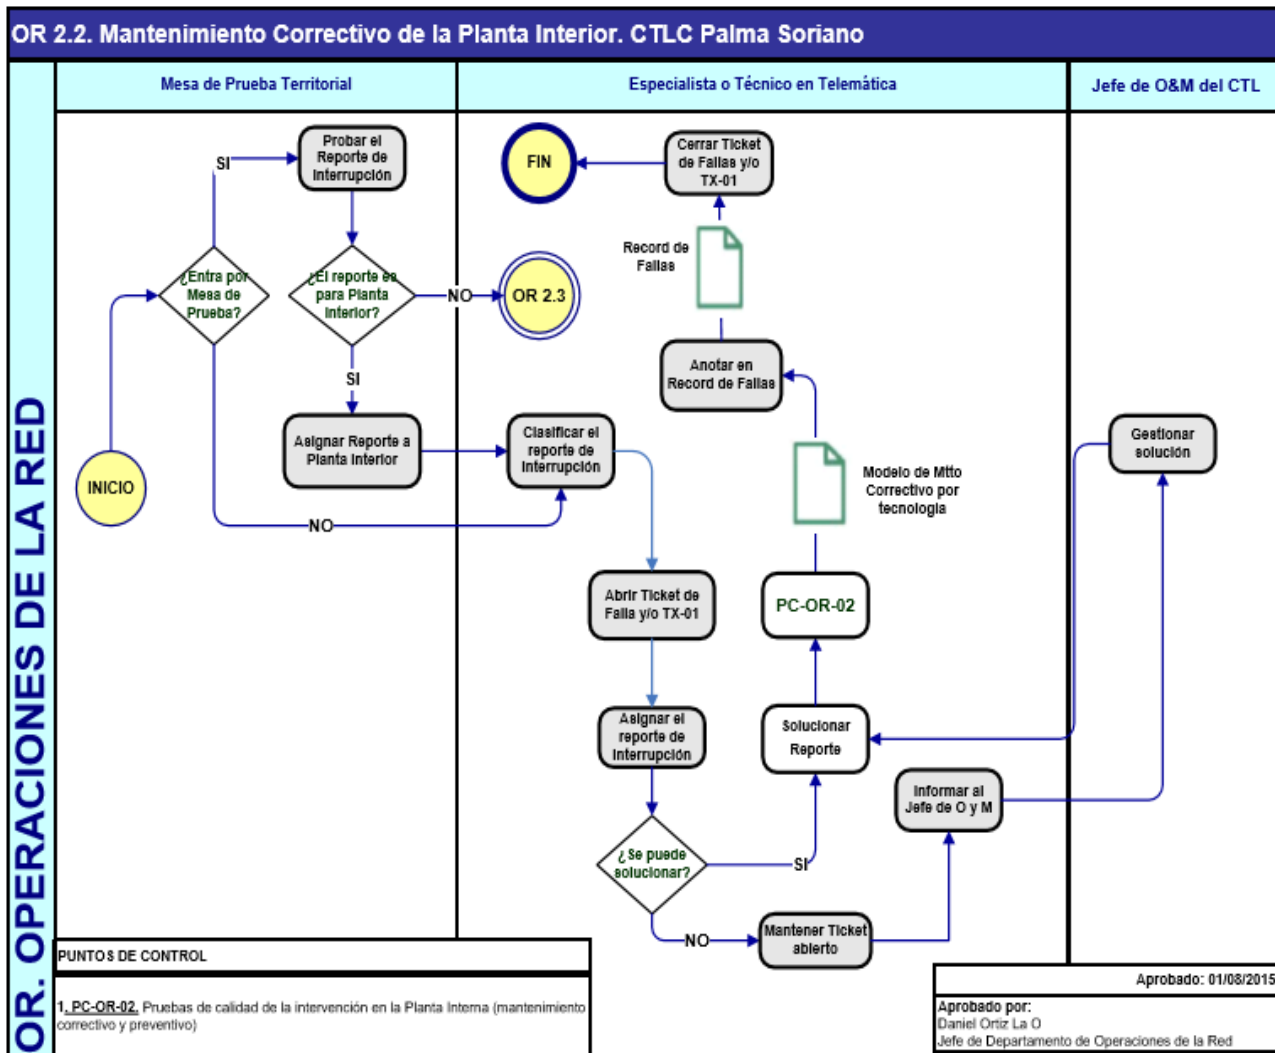 OR 2.2. Mantenimiento Correctivo de la Planta Interior. CTLC Palma Soriano
OR. OPERACIONES DE LA RED
Mesa de Prueba Territorial
Especialista o Técnico en Telemática
Jefe de O&M del CTL
Probar el
Reporte de
Interrupción
SI
¿Entra por
Mesa de
Prueba?
¿El reporte es
para Planta
Interior?
NO
OR 2.3
FIN
Cerrar Ticket
de Fallas y/o
TX-01
Record de
Fallas
Anotar en
Record de Fallas
SI
INICIO
Asignar Reporte a
Planta Interior
NO
Clasificar el
reporte de
Interrupción
Modelo de Mtto
Correctivo por
tecnologia
Gestionar
solución
Abrir Ticket de
Falla y/o TX-01
PC-OR-02
Asignar el
reporte de
Interrupción
Solucionar
Reporte
Informar al
Jefe de O y M
¿Se puede
solucionar?
SI
NO
Mantener Ticket
abierto
PUNTOS DE CONTROL
1. PC-OR-02. Pruebas de calidad de la intervención en la Planta Interna (mantenimiento
correctivo y preventivo)
Aprobado: 01/08/2015
Aprobado por:
Daniel Ortiz La O
Jefe de Departamento de Operaciones de la Red